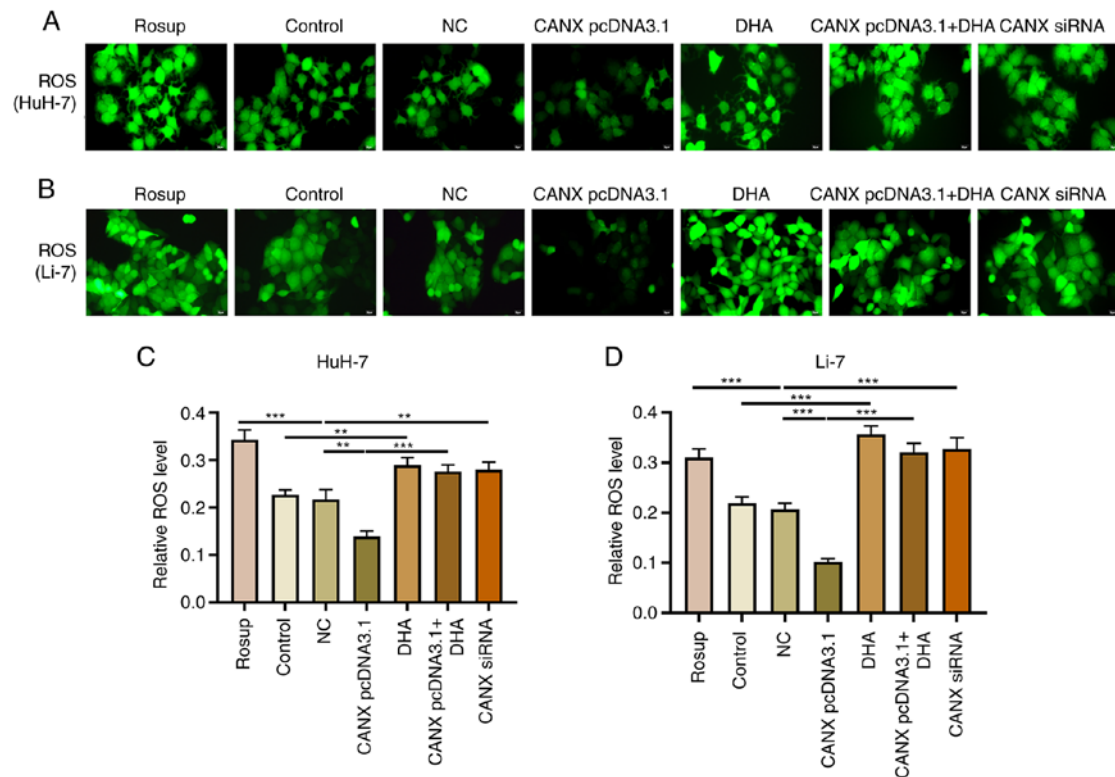 A
Rosup Control NC CANX pcDNA3.1 DHA CANX pcDNA3.1+DHA CANX siRNA
ROS
(HuH-7)
B
Rosup Control NC CANX pcDNA3.1 DHA CANX pcDNA3.1+DHA CANX siRNA
ROS
(Li-7)
C
HuH-7
*** **
**
** ***
Relative ROS level
0.4
0.3
0.2
0.1
0.0
Rosup
Control
NC
CANX pcDNA3.1
DHA
CANX pcDNA3.1+
DHA
CANX siRNA
D
Li-7
*** ***
***
*** ***
Relative ROS level
0.4
0.3
0.2
0.1
0.0
Rosup
Control
NC
CANX pcDNA3.1
DHA
CANX pcDNA3.1+
DHA
CANX siRNA